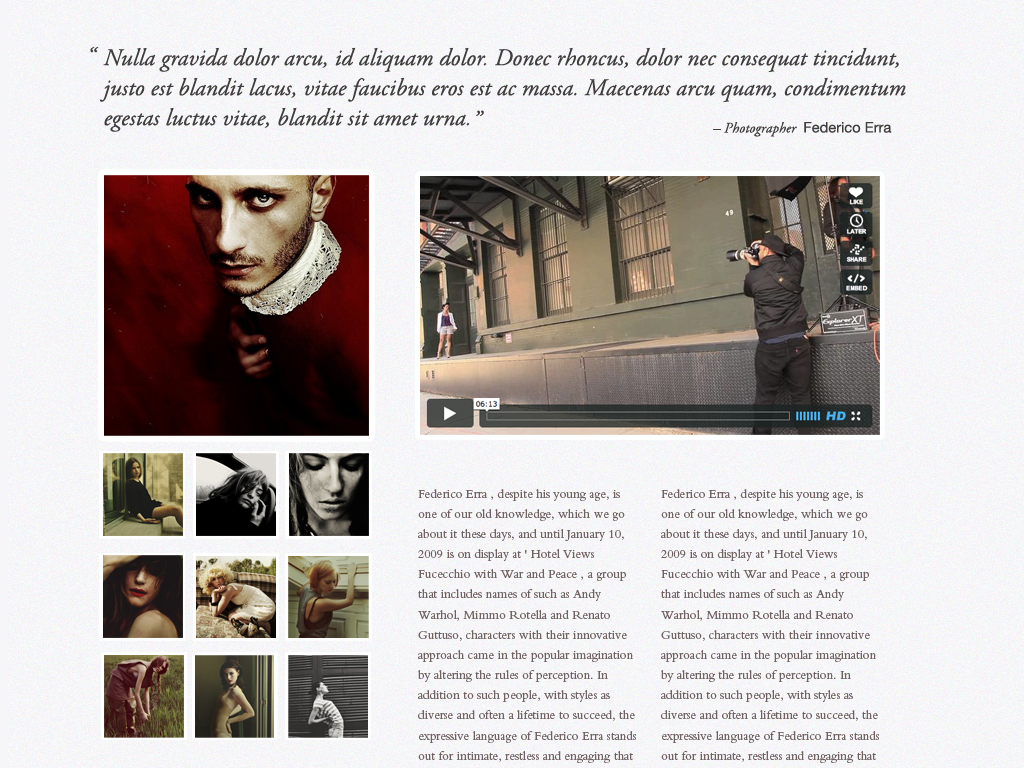 “ Nulla gravida dolor arcu, id aliquam dolor. Donec rhoncus, dolor nec consequat tincidunt,
justo est blandit lacus, vitae faucibus eros est ac massa. Maecenas arcu quam, condimentum
egestas luctus vitae, blandit sit amet urna. ”
– Photographer Federico Erra
49
LIKE
LATER
SHARE
EMBED
ExplorerXT
06:13
HD
Federico Erra , despite his young age, is
one of our old knowledge, which we go
about it these days, and until January 10,
2009 is on display at ' Hotel Views
Fucecchio with War and Peace , a group
that includes names of such as Andy
Warhol, Mimmo Rotella and Renato
Guttuso, characters with their innovative
approach came in the popular imagination
by altering the rules of perception. In
addition to such people, with styles as
diverse and often a lifetime to succeed, the
expressive language of Federico Erra stands
out for intimate, restless and engaging that
Federico Erra , despite his young age, is
one of our old knowledge, which we go
about it these days, and until January 10,
2009 is on display at ' Hotel Views
Fucecchio with War and Peace , a group
that includes names of such as Andy
Warhol, Mimmo Rotella and Renato
Guttuso, characters with their innovative
approach came in the popular imagination
by altering the rules of perception. In
addition to such people, with styles as
diverse and often a lifetime to succeed, the
expressive language of Federico Erra stands
out for intimate, restless and engaging that